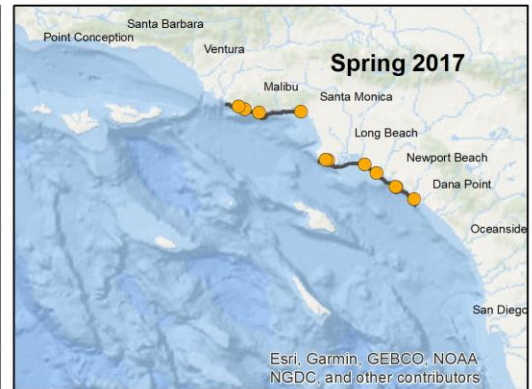 Santa Barbara
Point Conception
Ventura
Spring 2017
Malibu
Santa Monica
Long Beach
Newport Beach
Dana Point
Oceanside
San Diego
Esri, Garmin, GEBCO, NOAA
NGDC, and other contributors